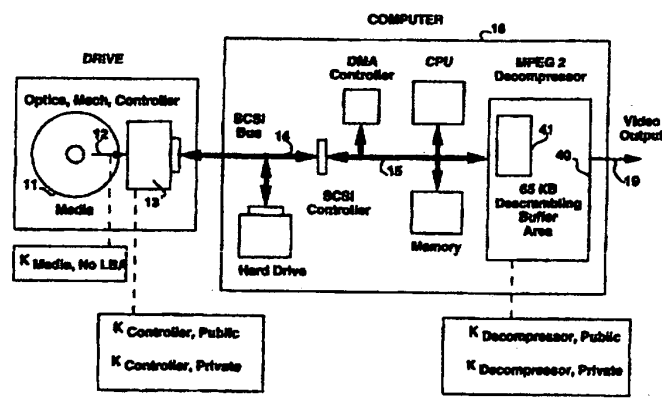 COMPUTER
16
DRIVE
DMA
Controller
CPU
MPEG 2
Decompressor
Optics, Mech, Controller
SCSI
Bus
Video
Output
12
14
41
40
19
15
11
Media
13
SCSI
Controller
65 KB
Descrambling
Buffer
Area
Memory
Hard Drive
K Media, No LBA
K Controller, Public
K Controller, Private
K Decompressor, Public
K Decompressor, Private